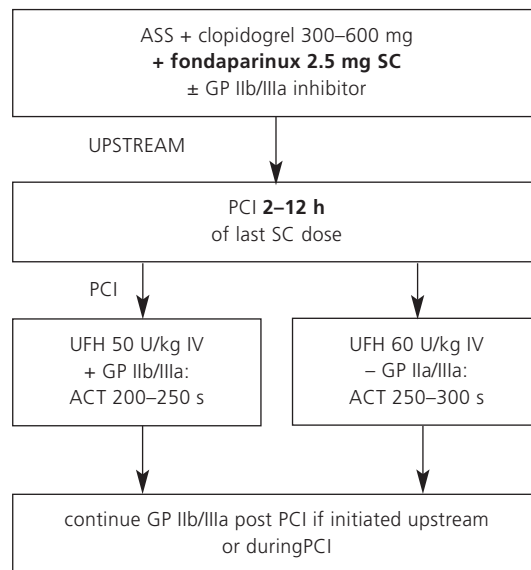 ASS + clopidogrel 300–600 mg
+ fondaparinux 2.5 mg SC
± GP IIb/IIIa inhibitor
UPSTREAM
PCI 2–12 h
of last SC dose
PCI
UFH 50 U/kg IV
+ GP IIb/IIIa:
ACT 200–250 s
UFH 60 U/kg IV
– GP IIa/IIIa:
ACT 250–300 s
continue GP IIb/IIIa post PCI if initiated upstream
or duringPCI